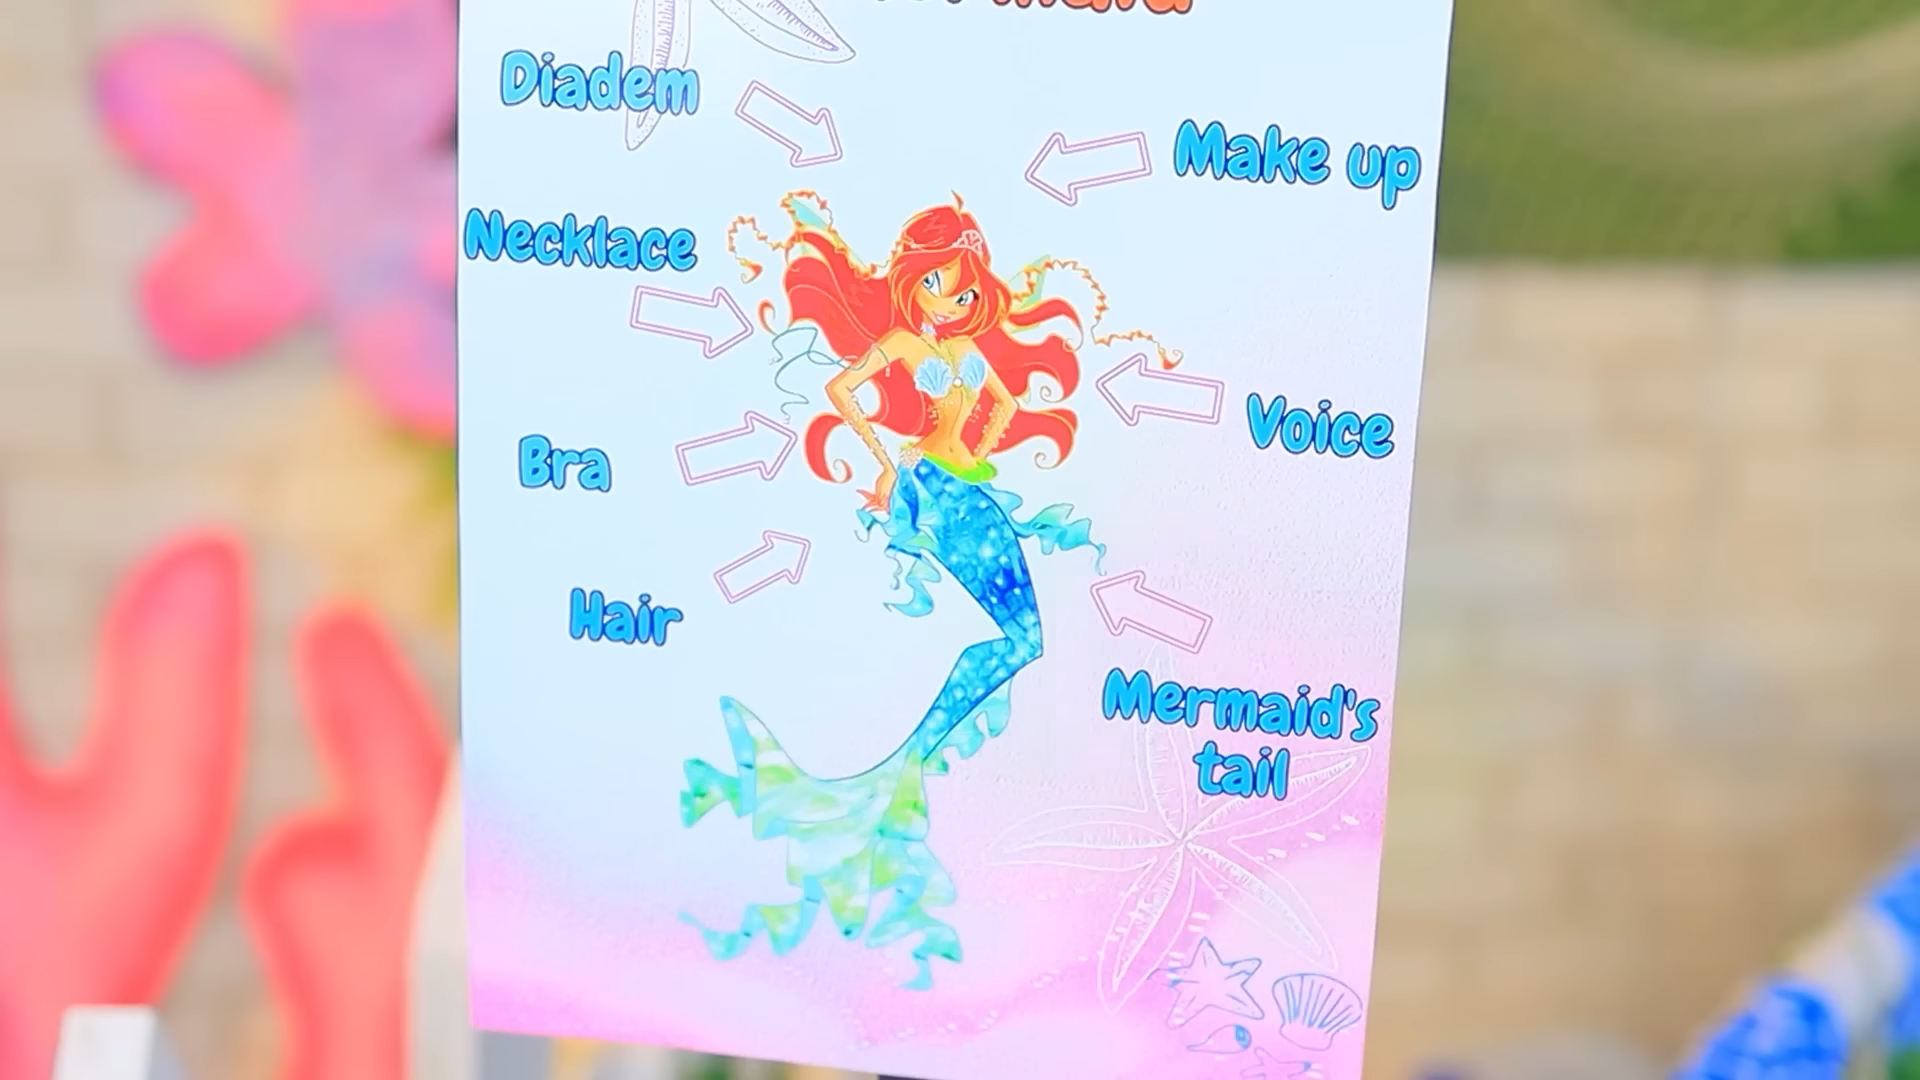 Diadem
Make up
Necklace
Voice
Bra
Hair
Mermaid's
tail